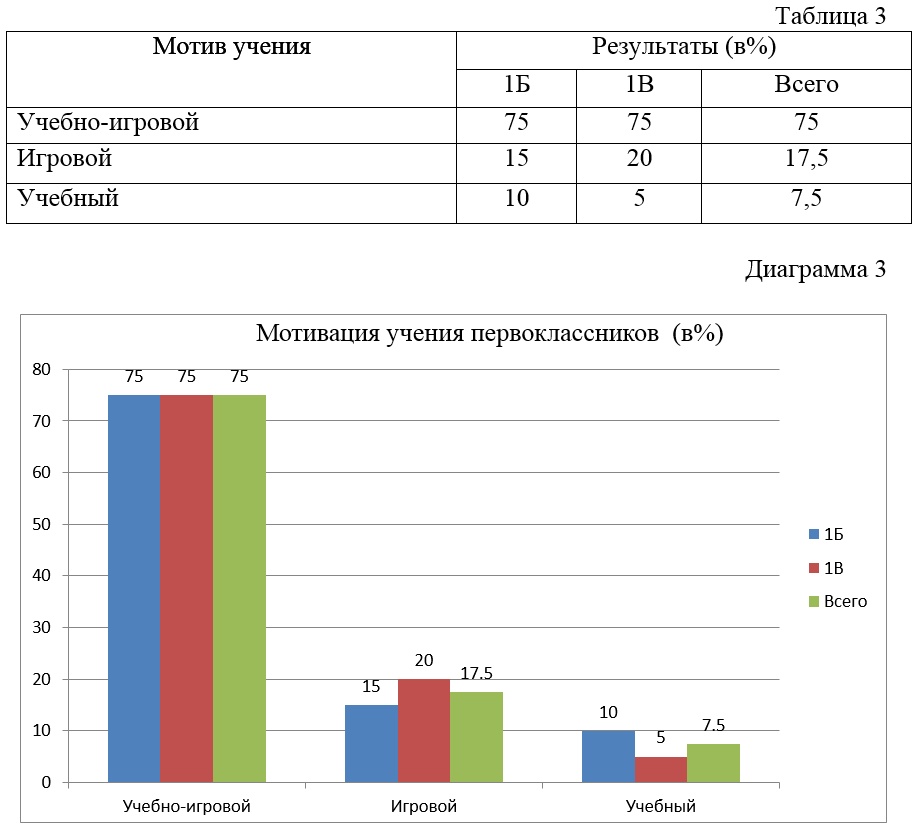 Таблица 3
Мотив учения Результаты (в%)
1Б 1В Всего
Учебно-игровой 75 75 75
Игровой 15 20 17,5
Учебный 10 5 7,5
Диаграмма 3
Мотивация учения первоклассников (в%)
80
70
60
50
40
30
20
10
0
75 75 75
15 20 17.5
10 5 7.5
Учебно-игровой Игровой Учебный
1Б
1В
Всего